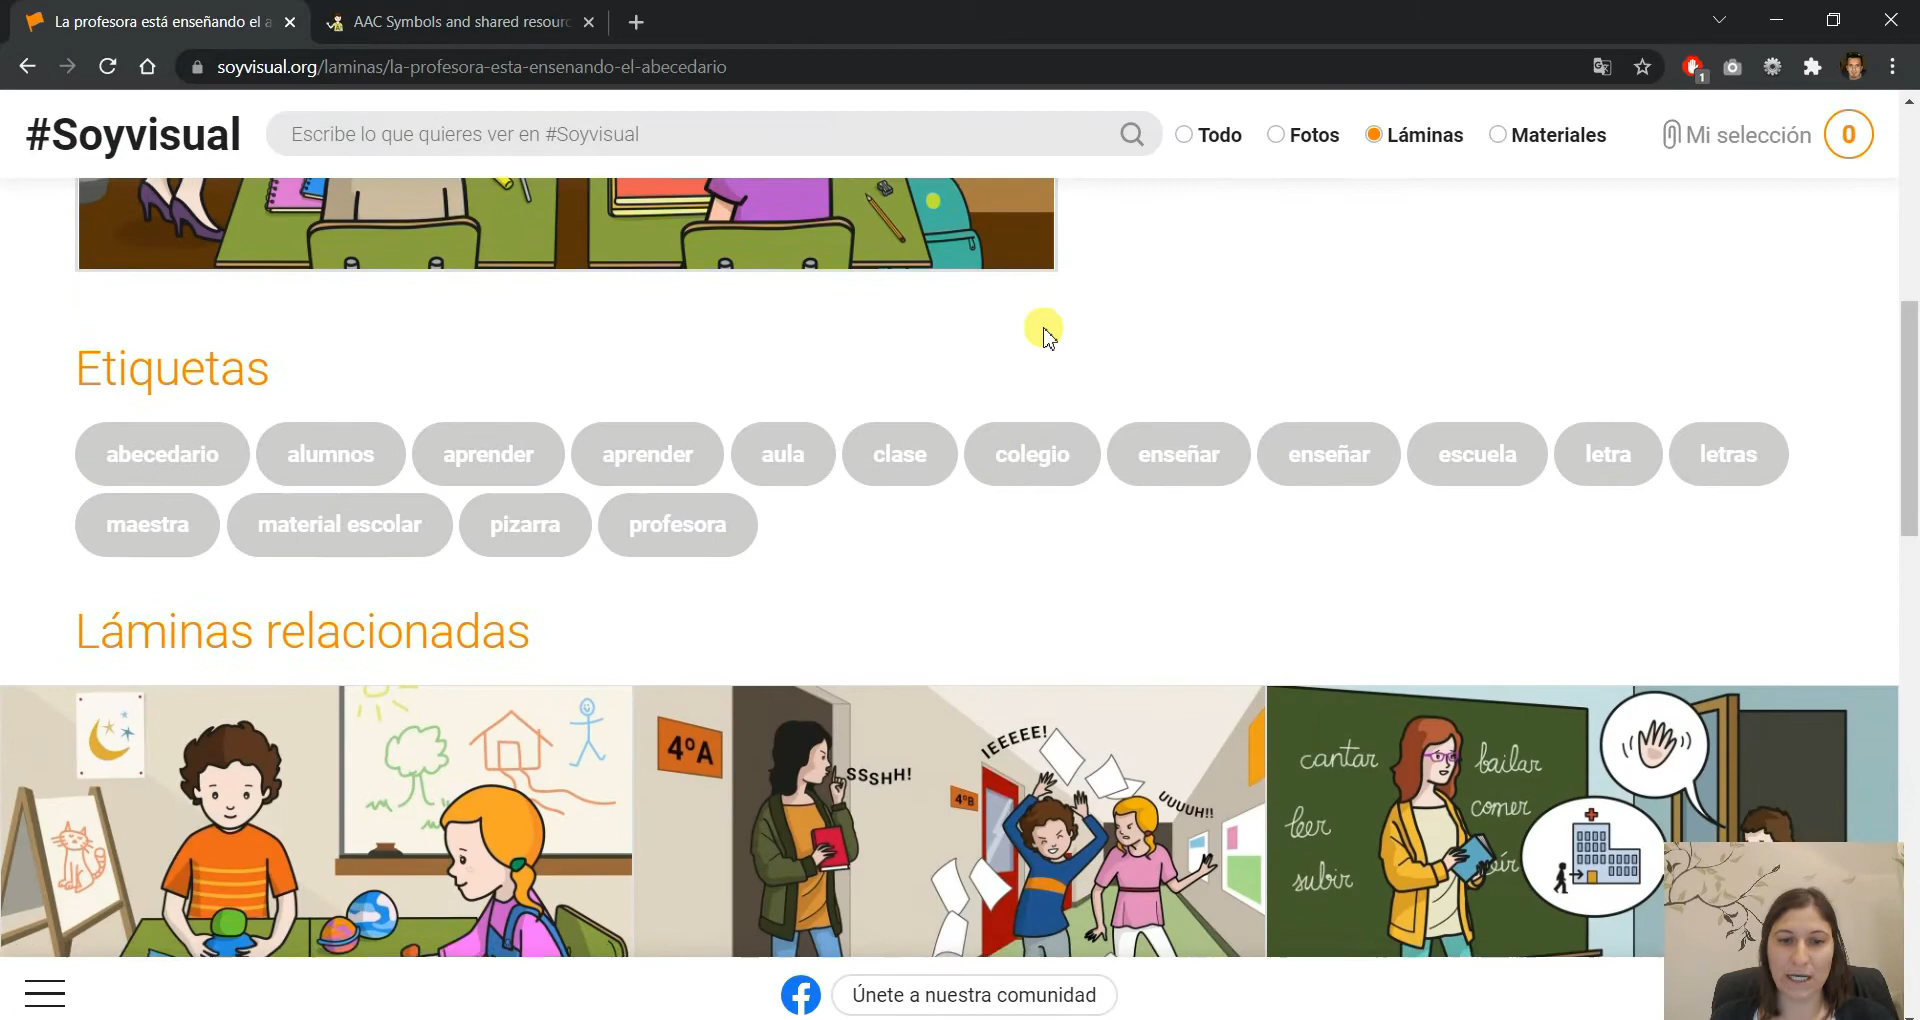 La profesora está enseñando el a
AAC Symbols and shared resour
soyvisual.org/laminas/la-profesora-esta-ensenando-el-abecedario
1
#Soyvisual
Escribe lo que quieres ver en #Soyvisual
Todo
Fotos
Láminas
Materiales
Mi selección
0
Etiquetas
abecedario alumnos aprender aprender aula clase colegio enseñar enseñar escuela letra letras
maestra material escolar pizarra profesora
Láminas relacionadas
4ºA
SSSHH!
IEEEEE!
4ºB
UUUUH!!
cantar
bailar
comer
leer
subir
Únete a nuestra comunidad